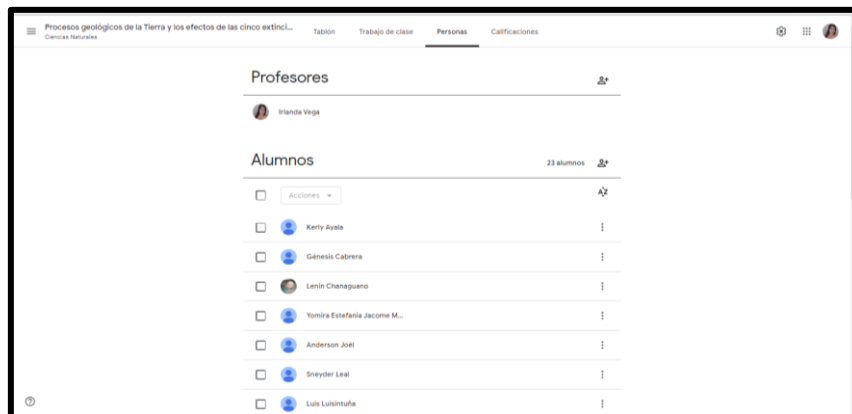 Procesos geológicos de la Tierra y los efectos de las cinco extinci...
Ciencias Naturales
Tablón
Trabajo de clase
Personas
Calificaciones
Profesores
Irlanda Vega
Alumnos
23 alumnos
Acciones
AZ
Kerly Ayala
Génesis Cabrera
Lenin Chanaguano
Yomira Estefania Jacome M...
Anderson Joél
Sneyder Leal
Luis Luisintuña